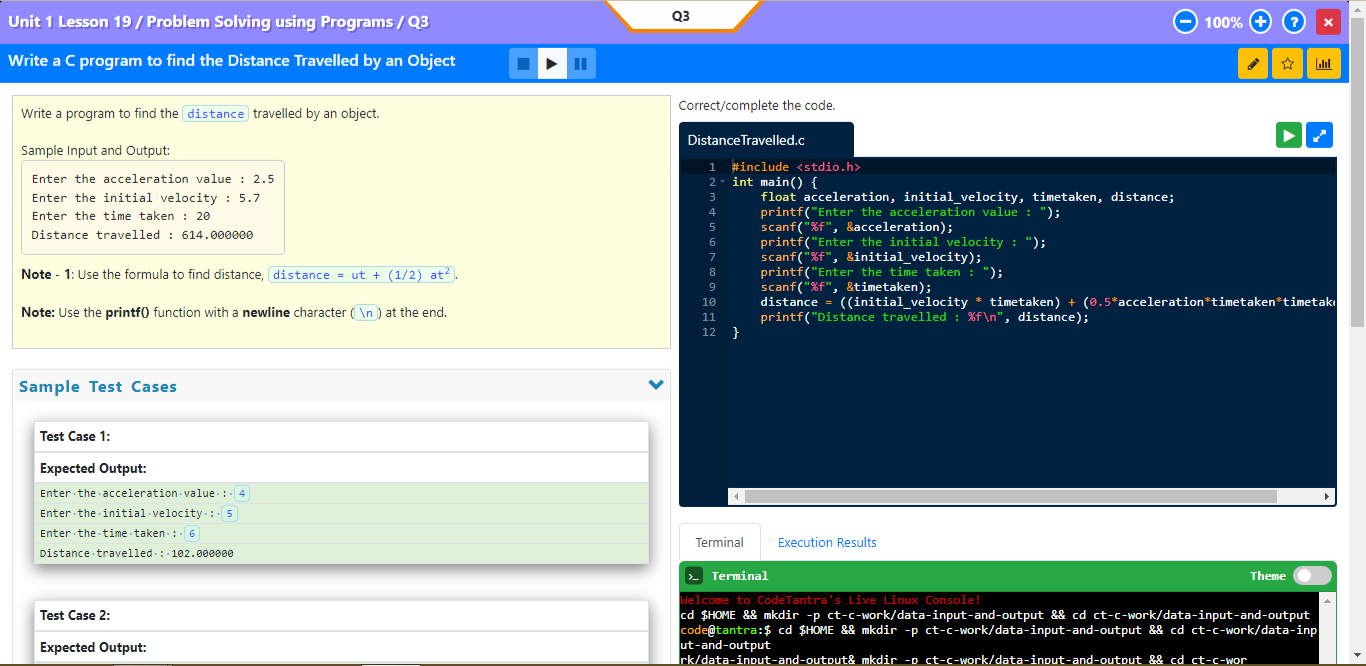 Unit 1 Lesson 19 / Problem Solving using Programs / Q3
Q3
100%
Write a C program to find the Distance Travelled by an Object
Write a program to find the distance travelled by an object.
Sample Input and Output:
Enter the acceleration value : 2.5
Enter the initial velocity : 5.7
Enter the time taken : 20
Distance travelled : 614.000000
Note - 1: Use the formula to find distance, distance = ut + (1/2) at².
Note: Use the printf() function with a newline character (\n) at the end.
Sample Test Cases
Test Case 1:
Expected Output:
Enter·the·acceleration·value·:·4
Enter·the·initial·velocity·:·5
Enter·the·time·taken·:·6
Distance·travelled·:·102.000000
Test Case 2:
Expected Output:
Correct/complete the code.
DistanceTravelled.c
1 #include <stdio.h>
2 int main() {
3 float acceleration, initial_velocity, timetaken, distance;
4 printf("Enter the acceleration value : ");
5 scanf("%f", &acceleration);
6 printf("Enter the initial velocity : ");
7 scanf("%f", &initial_velocity);
8 printf("Enter the time taken : ");
9 scanf("%f", &timetaken);
10 distance = ((initial_velocity * timetaken) + (0.5*acceleration*timetaken*timetak
11 printf("Distance travelled : %f\n", distance);
12 }
Terminal
Execution Results
Terminal
Theme
Welcome to CodeTantra's Live Linux Console!
cd $HOME && mkdir -p ct-c-work/data-input-and-output && cd ct-c-work/data-input-and-output
code@tantra:$ cd $HOME && mkdir -p ct-c-work/data-input-and-output && cd ct-c-work/data-inp
ut-and-output
rk/data-input-and-output& mkdir -p ct-c-work/data-input-and-output && cd ct-c-wor